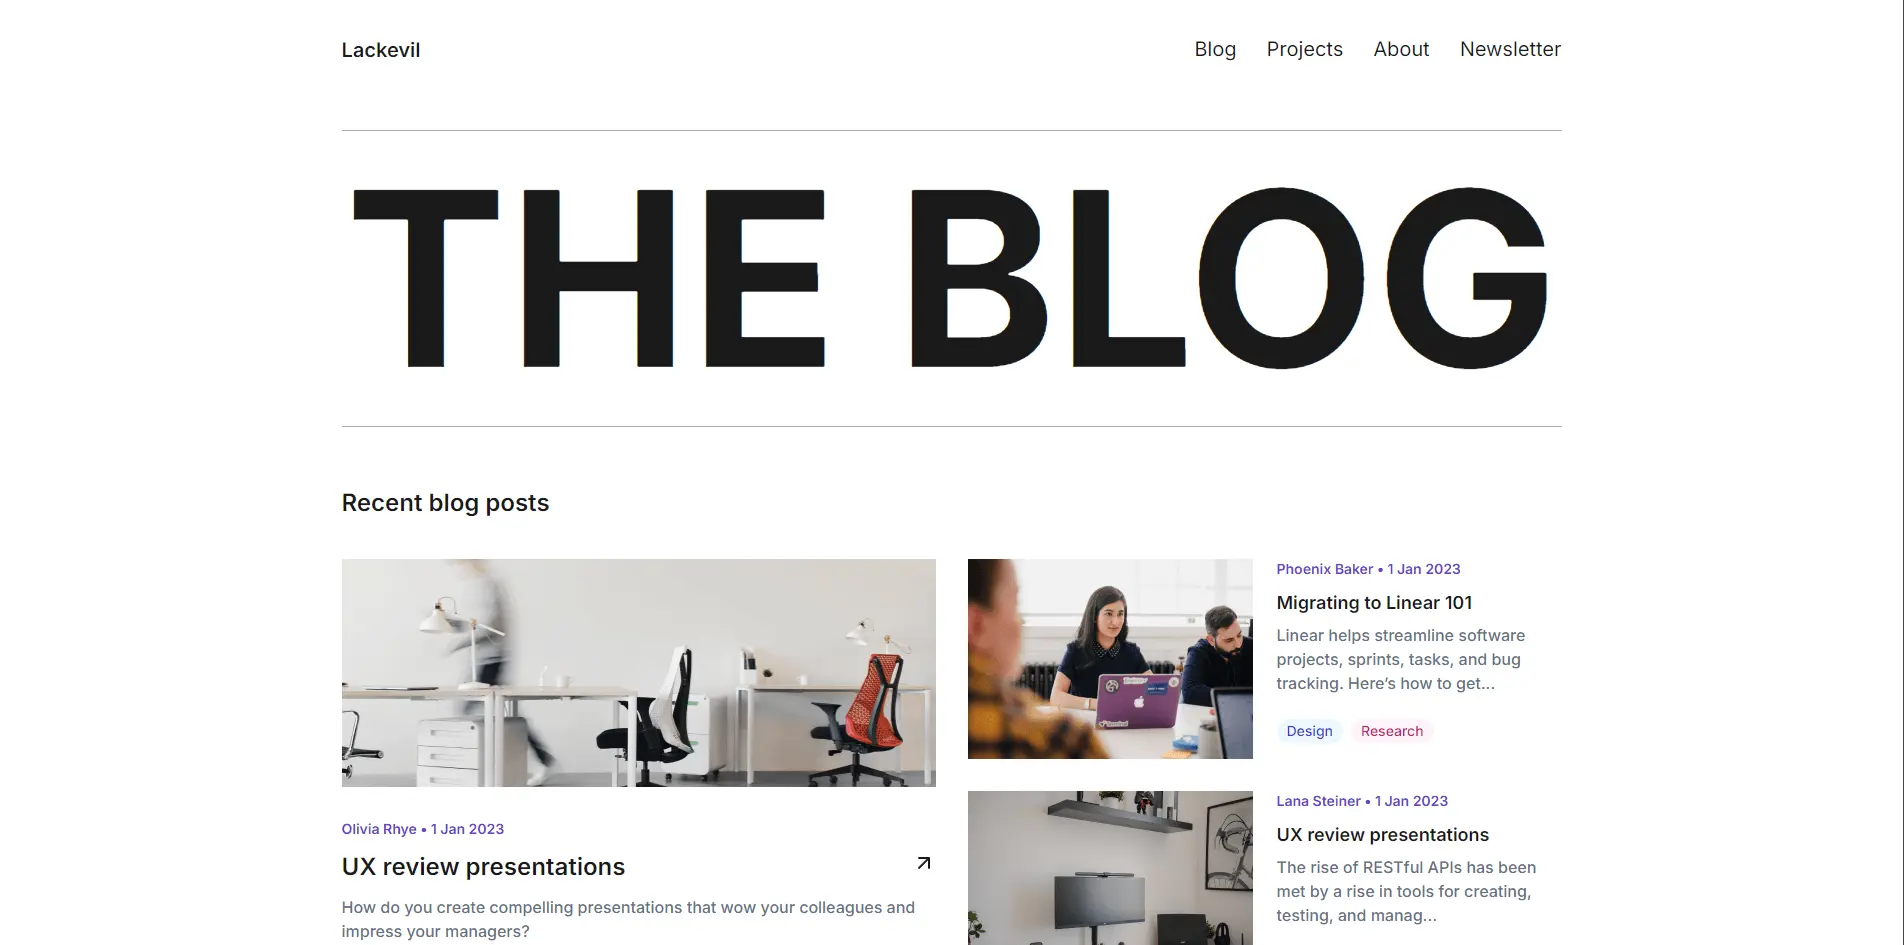 Lackevil
Blog Projects About Newsletter
THE BLOG
Recent blog posts
Olivia Rhye • 1 Jan 2023
UX review presentations
How do you create compelling presentations that wow your colleagues and
impress your managers?
Phoenix Baker • 1 Jan 2023
Migrating to Linear 101
Linear helps streamline software
projects, sprints, tasks, and bug
tracking. Here’s how to get...
Design Research
Lana Steiner • 1 Jan 2023
UX review presentations
The rise of RESTful APIs has been
met by a rise in tools for creating,
testing, and manag...